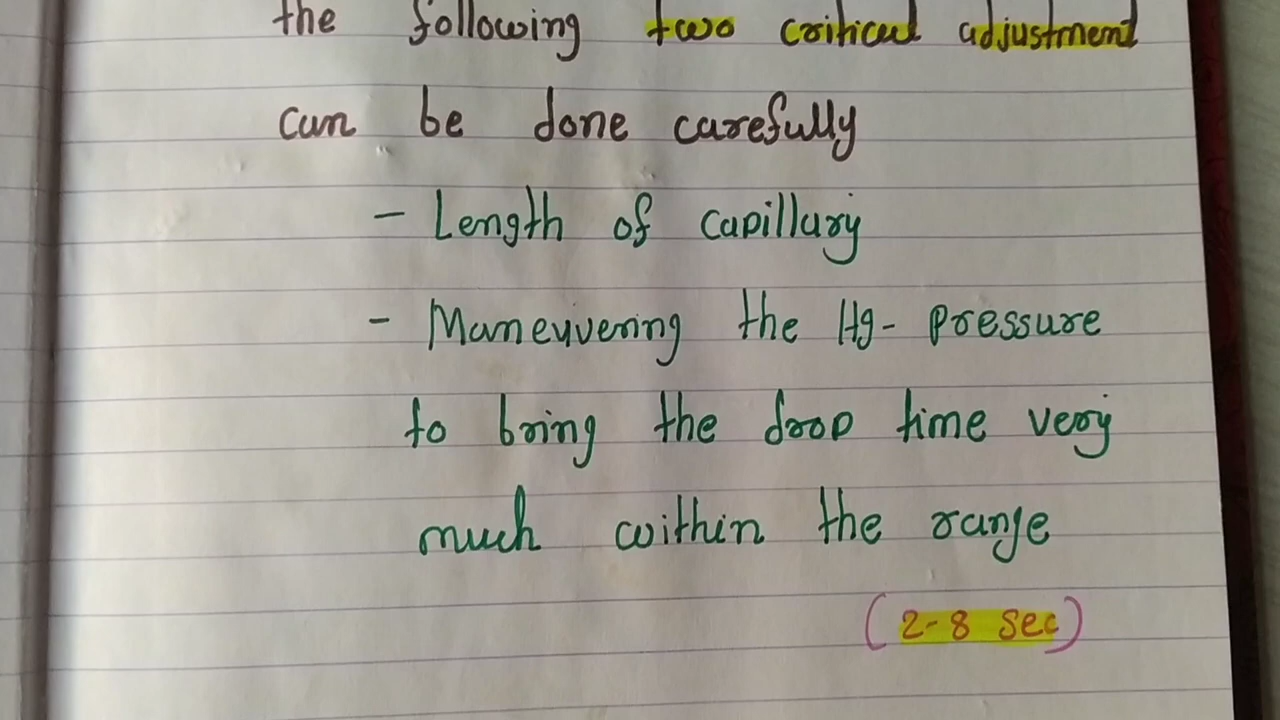 the following two critical adjustment
can be done carefully
- Length of capillary
- Maneuvering the Hg- pressure
to bring the drop time very
much within the range
(2-8 sec)